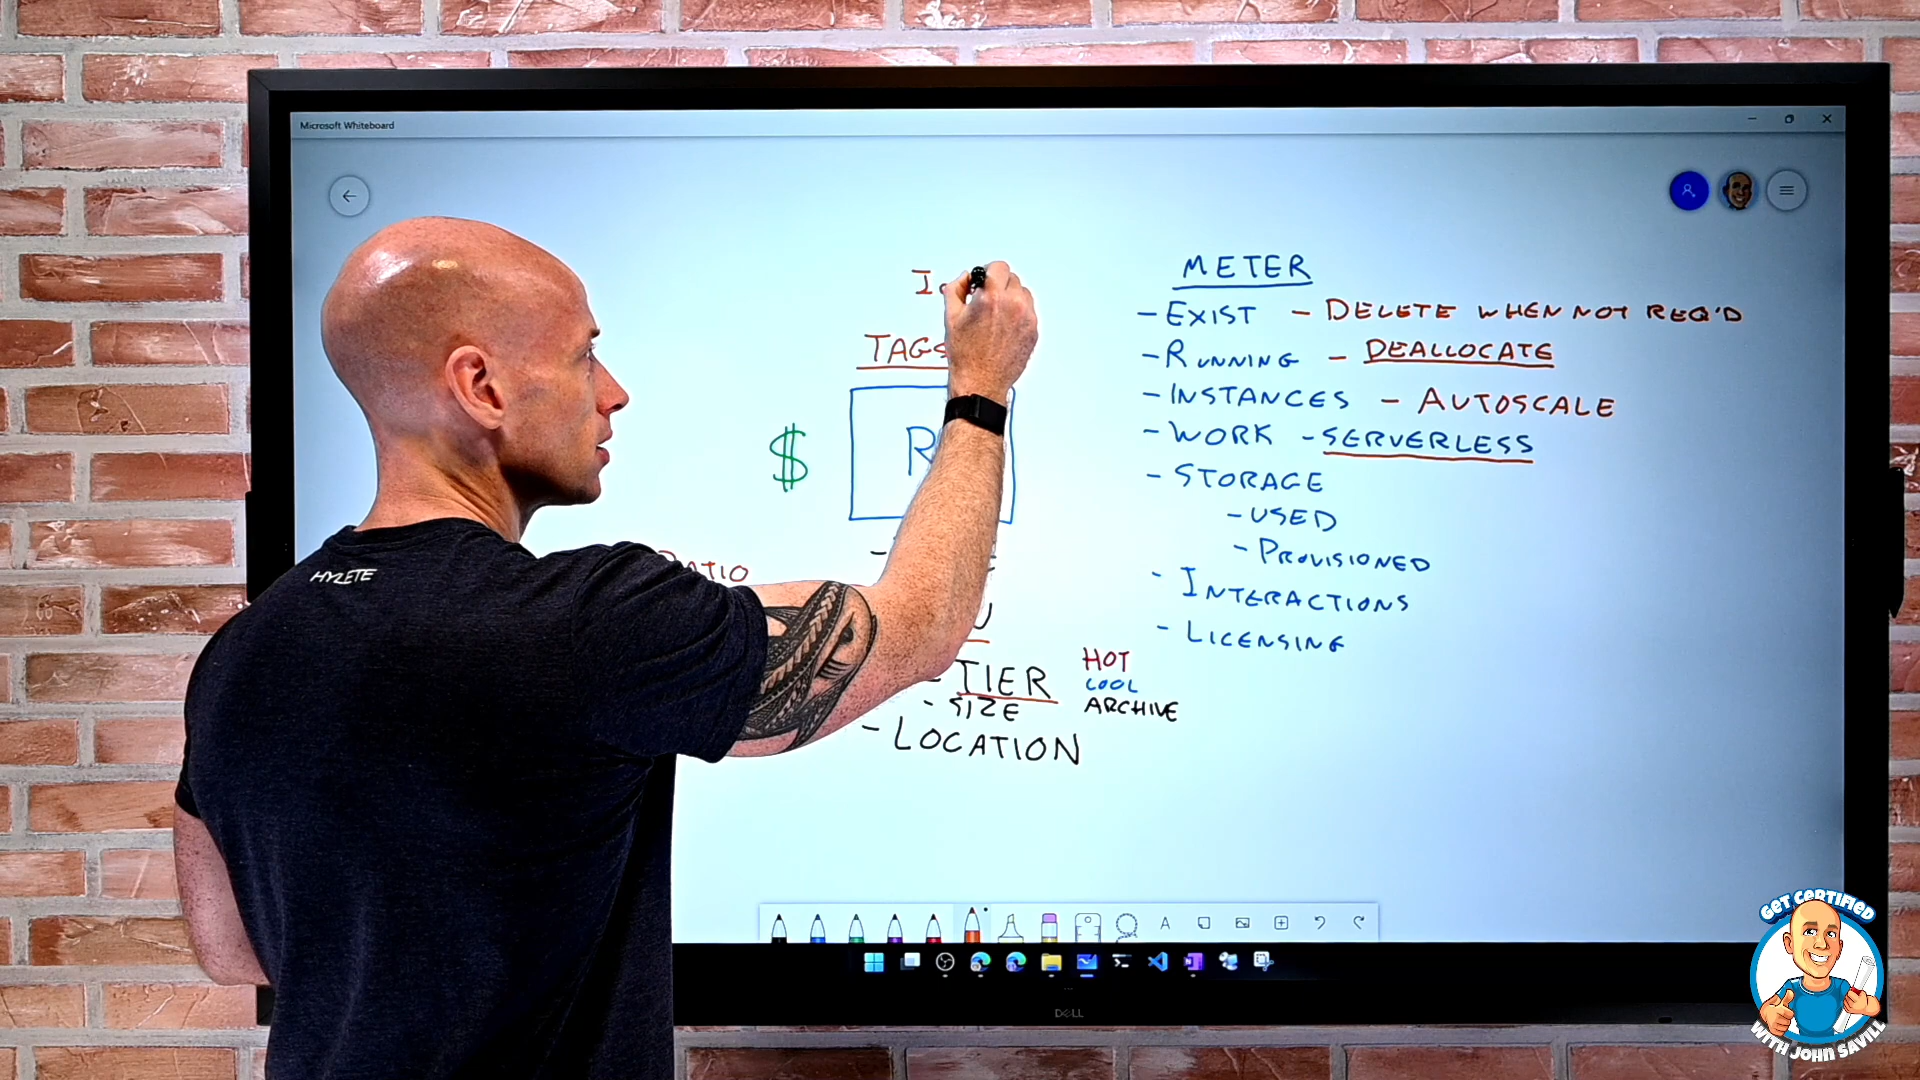 Microsoft Whiteboard
METER
- EXIST - DELETE WHEN NOT REQ'D
TAGS
- RUNNING - DEALLOCATE
- INSTANCES - AUTOSCALE
$
- WORK - SERVERLESS
- STORAGE
- USED
- PROVISIONED
HYLETE
- INTERACTIONS
- LICENSING
- TIER
HOT
COOL
ARCHIVE
- SIZE
- LOCATION
DELL
GET CERTIFIED
WITH JOHN SAVILL